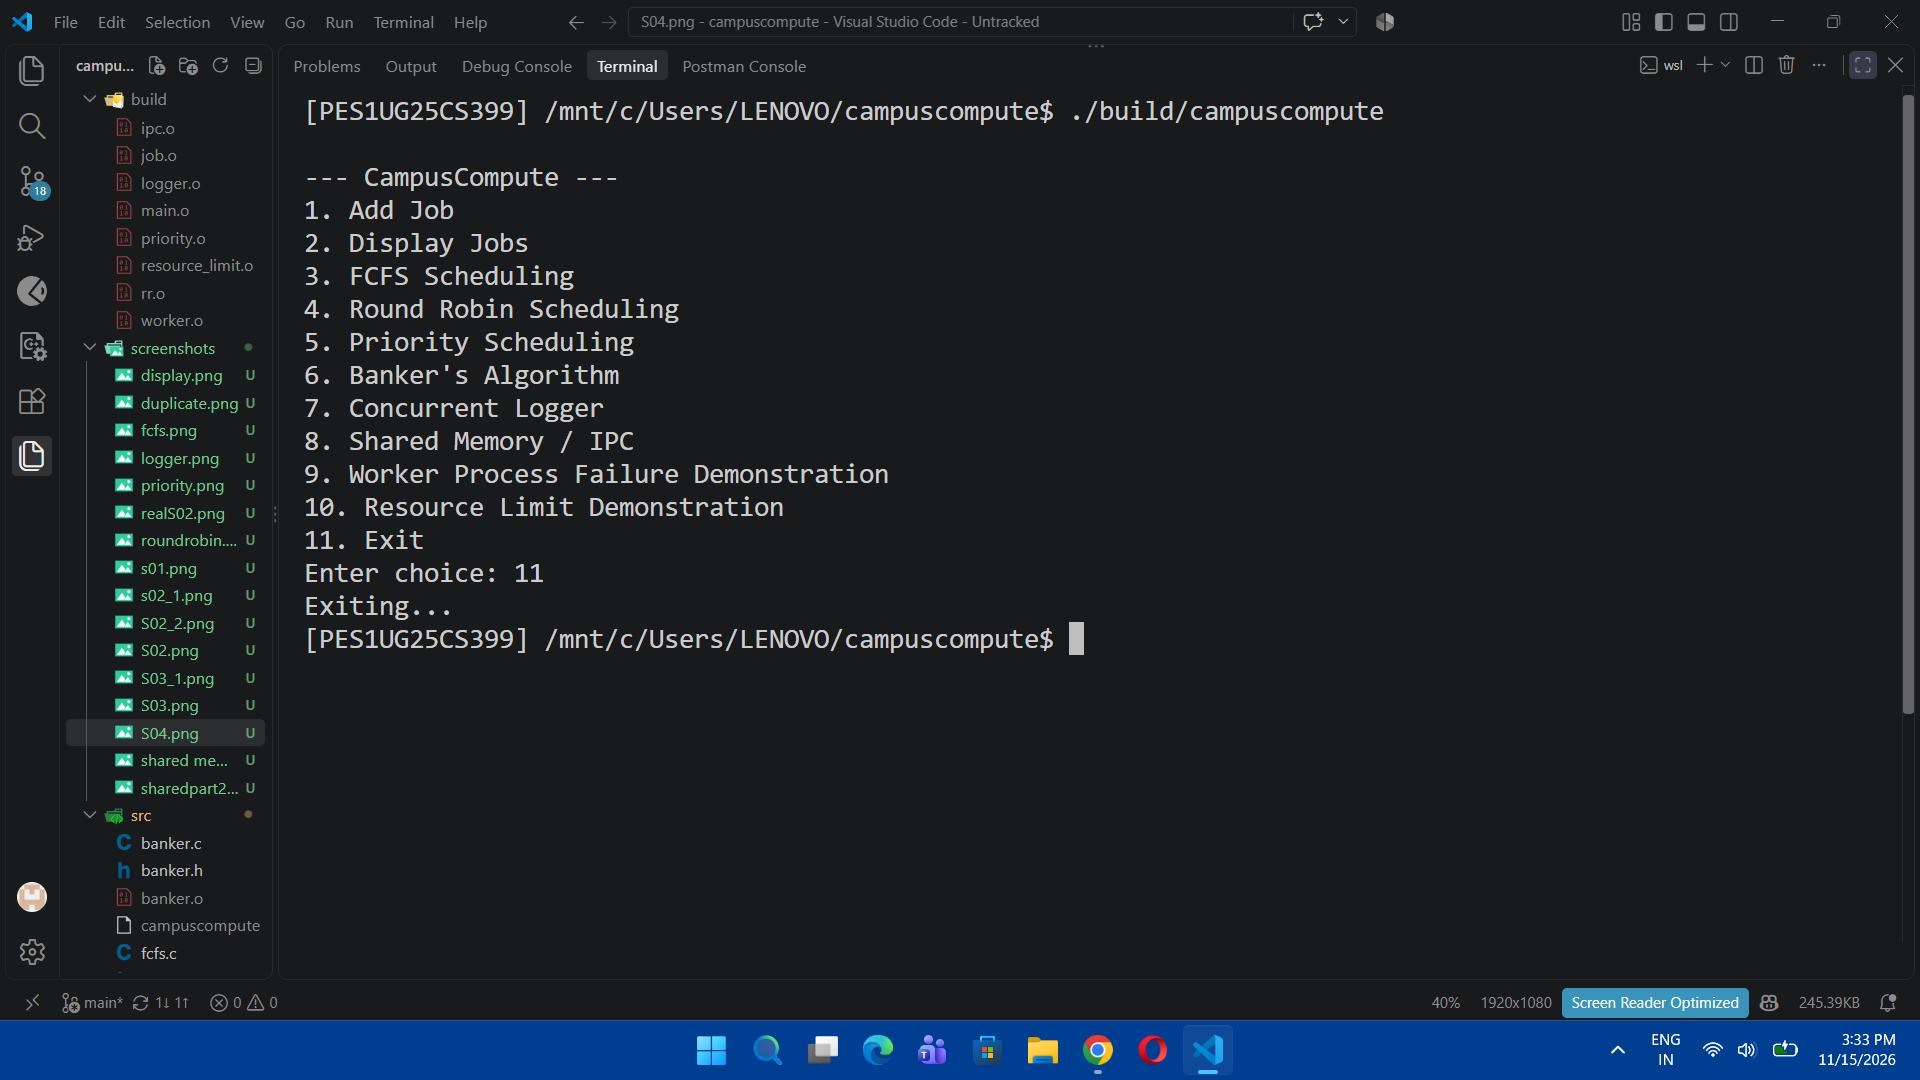 File Edit Selection View Go Run Terminal Help
S04.png - campuscompute - Visual Studio Code - Untracked
campu...
Problems Output Debug Console Terminal Postman Console
wsl
build
ipc.o
job.o
logger.o
main.o
priority.o
resource_limit.o
rr.o
worker.o
screenshots
display.png U
duplicate.png U
fcfs.png U
logger.png U
priority.png U
realS02.png U
roundrobin.... U
s01.png U
s02_1.png U
S02_2.png U
S02.png U
S03_1.png U
S03.png U
S04.png U
shared me... U
sharedpart2... U
src
C banker.c
h banker.h
banker.o
campuscompute
C fcfs.c
18
[PES1UG25CS399] /mnt/c/Users/LENOVO/campuscompute$ ./build/campuscompute
--- CampusCompute ---
1. Add Job
2. Display Jobs
3. FCFS Scheduling
4. Round Robin Scheduling
5. Priority Scheduling
6. Banker's Algorithm
7. Concurrent Logger
8. Shared Memory / IPC
9. Worker Process Failure Demonstration
10. Resource Limit Demonstration
11. Exit
Enter choice: 11
Exiting...
[PES1UG25CS399] /mnt/c/Users/LENOVO/campuscompute$
main* 1↓ 1↑ 0 0
40% 1920x1080 Screen Reader Optimized 245.39KB
ENG
IN
3:33 PM
11/15/2026